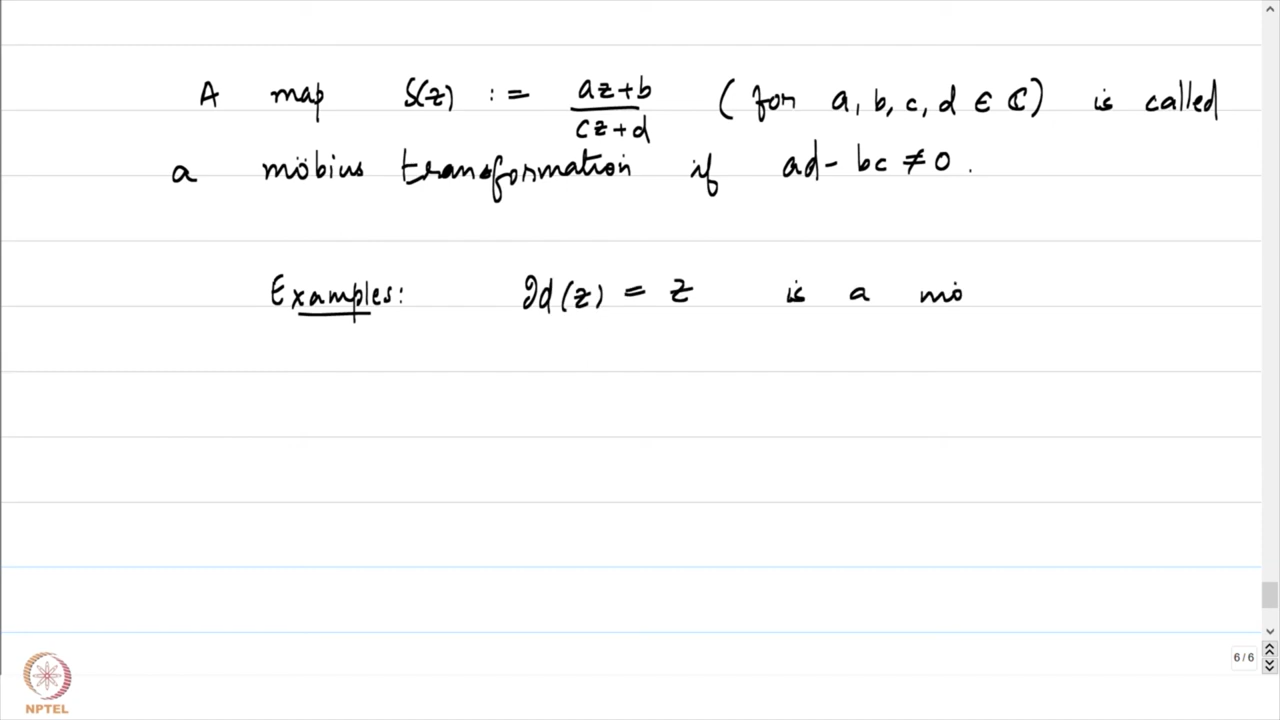 A map S(z) := az+b / cz+d (for a, b, c, d ∈ ℂ) is called
a möbius transformation if ad - bc ≠ 0.
Examples: Id(z) = z is a mö
6 / 6
NPTEL